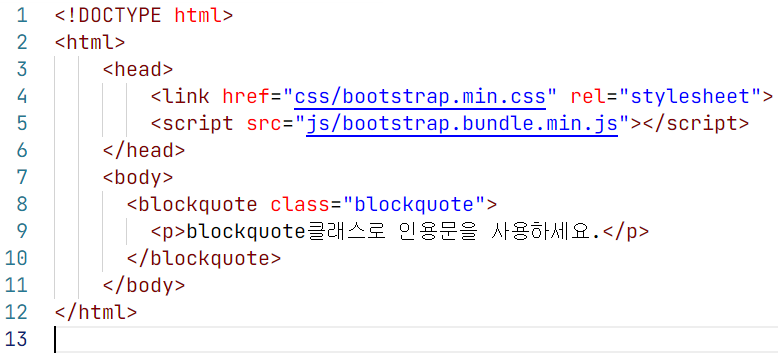 1 <!DOCTYPE html>
2 <html>
3     <head>
4         <link href="css/bootstrap.min.css" rel="stylesheet">
5         <script src="js/bootstrap.bundle.min.js"></script>
6     </head>
7     <body>
8       <blockquote class="blockquote">
9         <p>blockquote클래스로 인용문을 사용하세요.</p>
10       </blockquote>
11     </body>
12 </html>
13